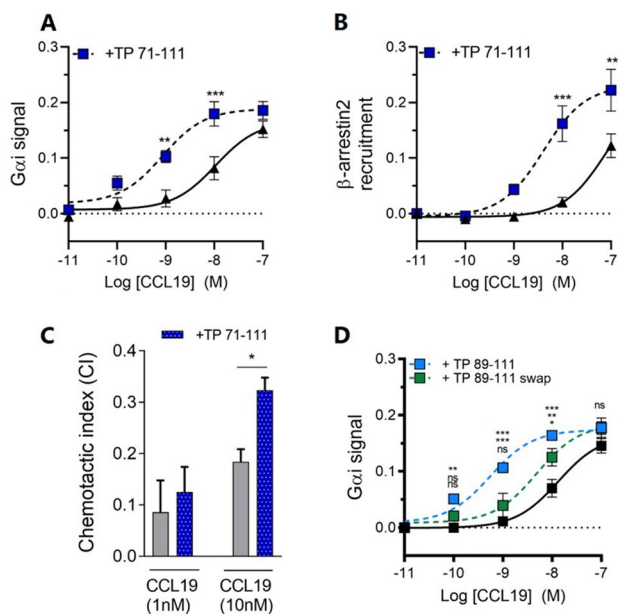 A
+TP 71-111
0.3
0.2
0.1
0.0
Gαi signal
**
***
-11 -10 -9 -8 -7
Log [CCL19] (M)
B
+TP 71-111
0.3
0.2
0.1
0.0
β-arrestin2
recruitment
***
**
-11 -10 -9 -8 -7
Log [CCL19] (M)
C
+TP 71-111
0.4
0.3
0.2
0.1
0.0
Chemotactic index (CI)
*
CCL19
(1nM)
CCL19
(10nM)
D
+ TP 89-111
+ TP 89-111 swap
0.3
0.2
0.1
0.0
Gαi signal
**
ns
ns
***
***
ns
***
**
*
ns
-11 -10 -9 -8 -7
Log [CCL19] (M)